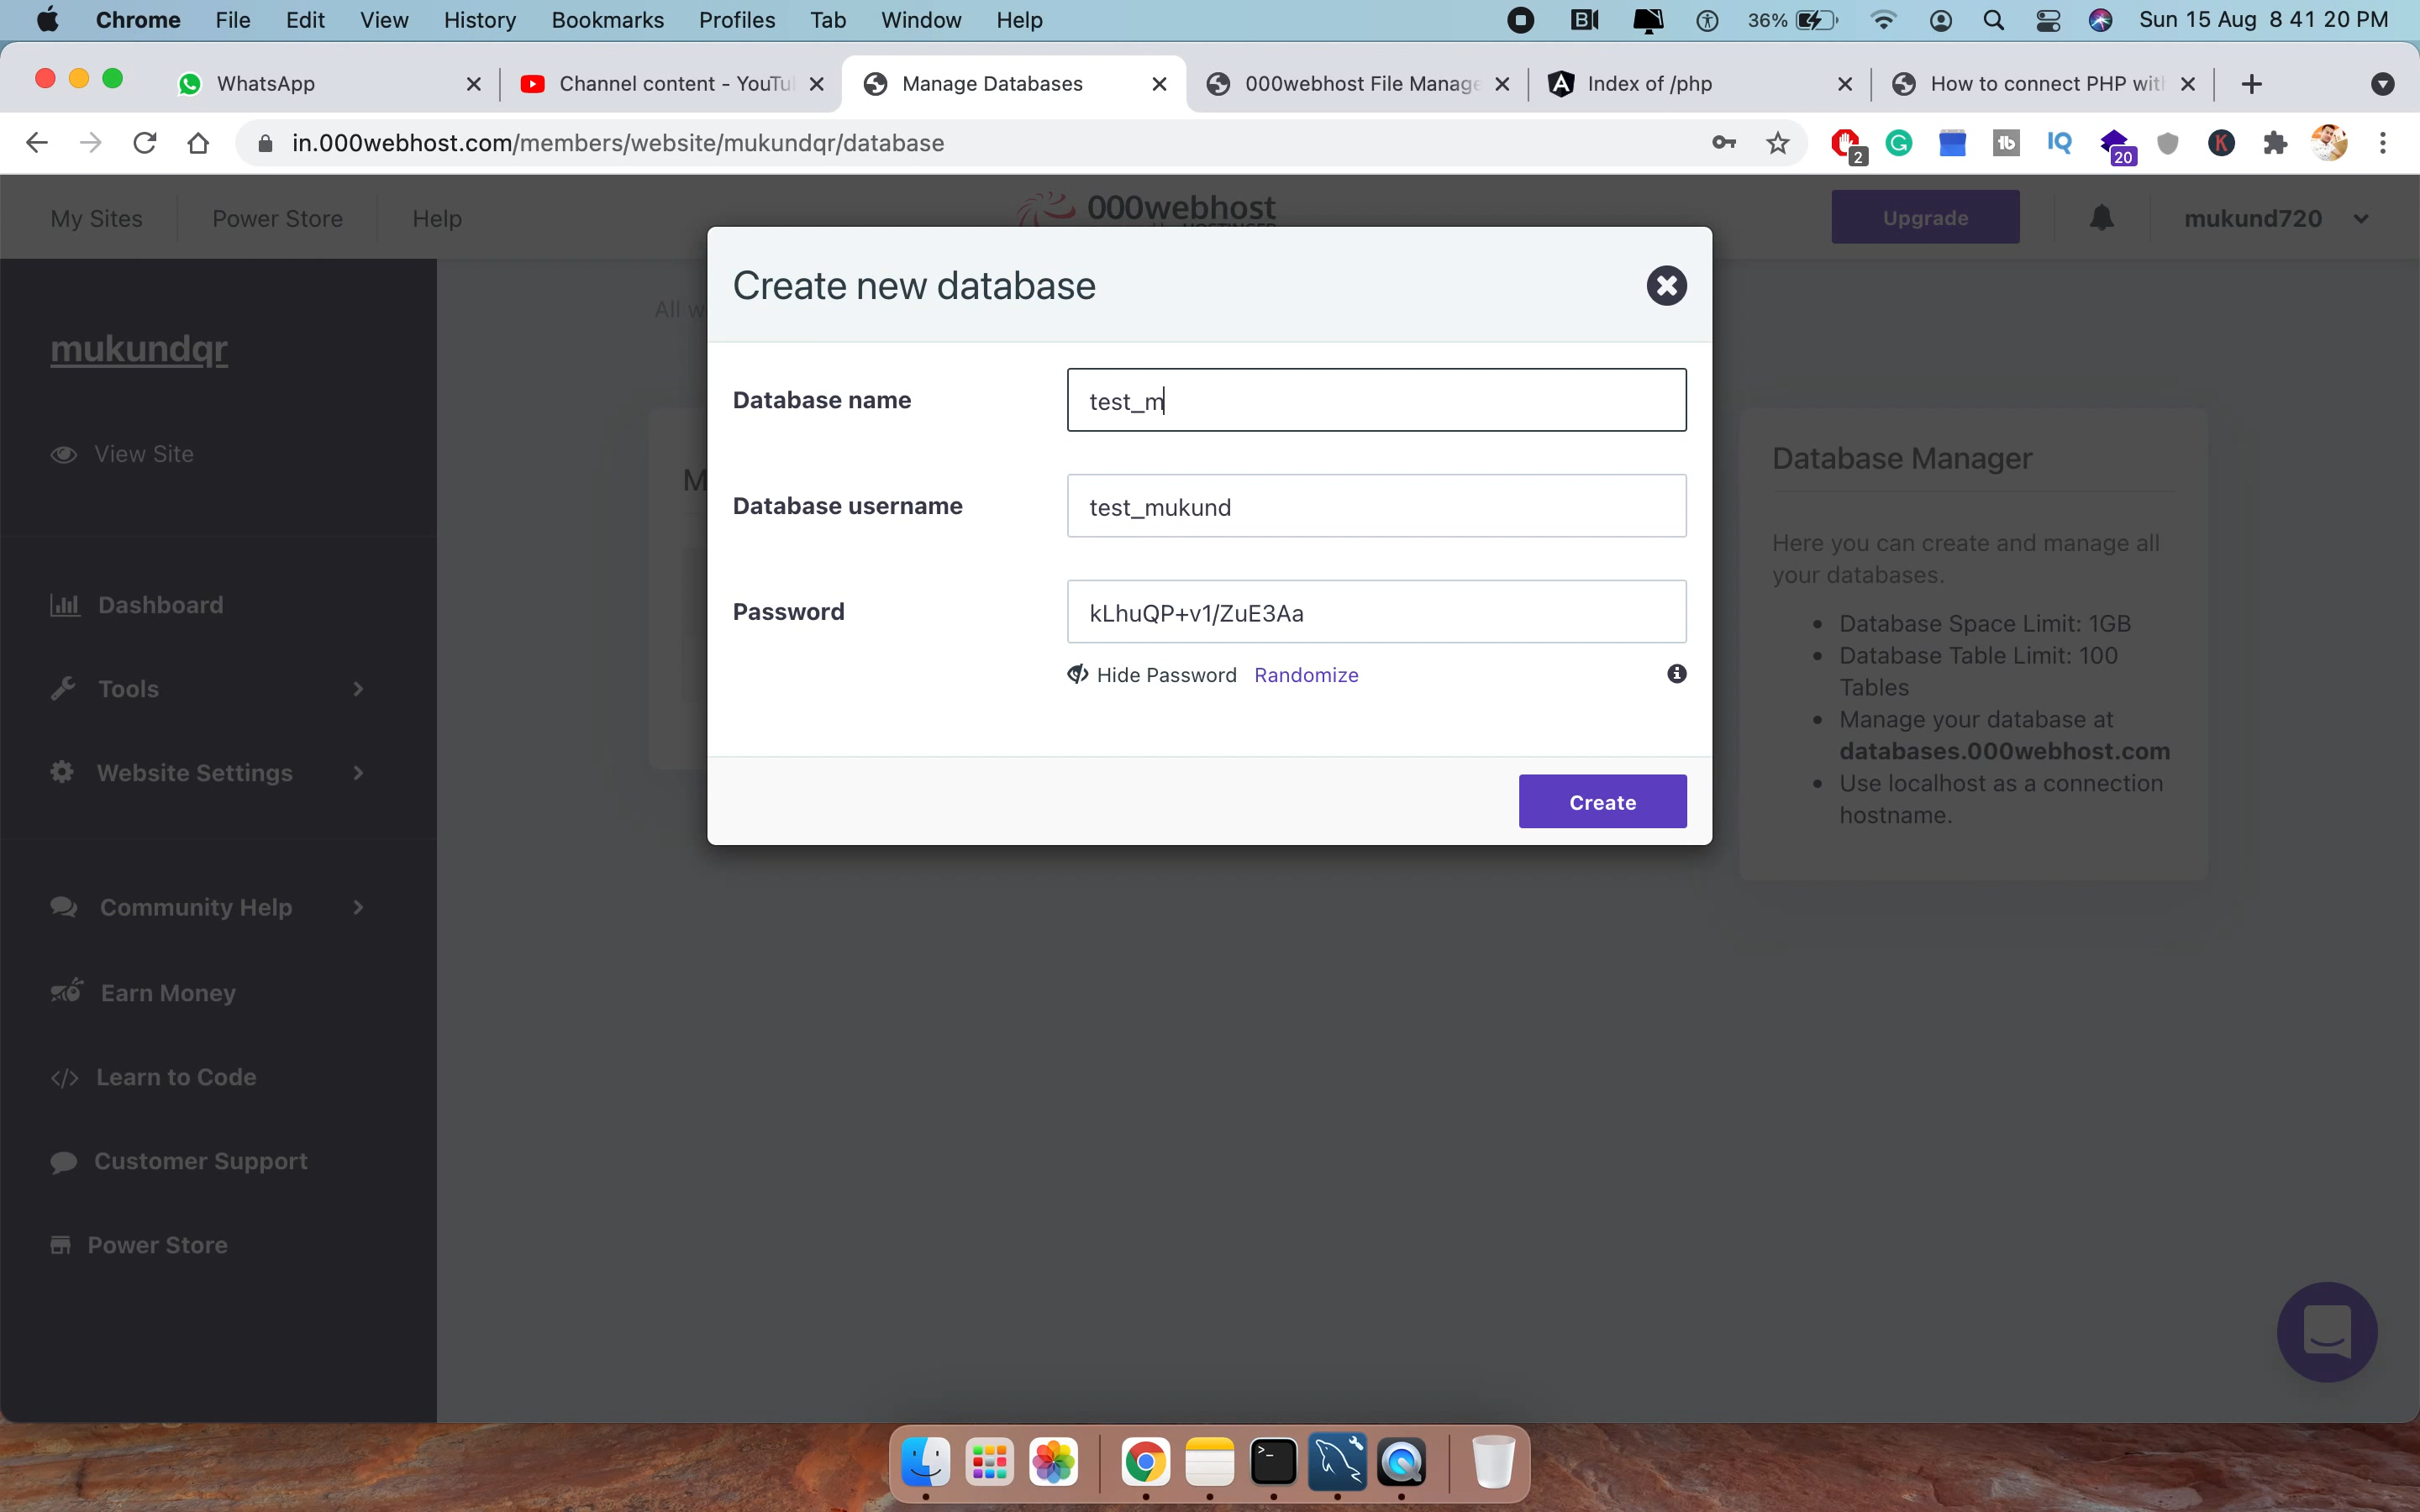 Chrome File Edit View History Bookmarks Profiles Tab Window Help 36% Sun 15 Aug 8 41 20 PM
WhatsApp Channel content - YouTu Manage Databases 000webhost File Manage Index of /php How to connect PHP wit
in.000webhost.com/members/website/mukundqr/database 2 20
My Sites Power Store Help 000webhost Upgrade mukund720
Create new database
All w
mukundqr
Database name test_m
View Site
M
Database username test_mukund
Database Manager
Password kLhuQP+v1/ZuE3Aa
Hide Password Randomize
Here you can create and manage all
your databases.
Database Space Limit: 1GB
Database Table Limit: 100
Tables
Manage your database at
databases.000webhost.com
Use localhost as a connection
hostname.
Create
Dashboard
Tools
Website Settings
Community Help
Earn Money
Learn to Code
Customer Support
Power Store